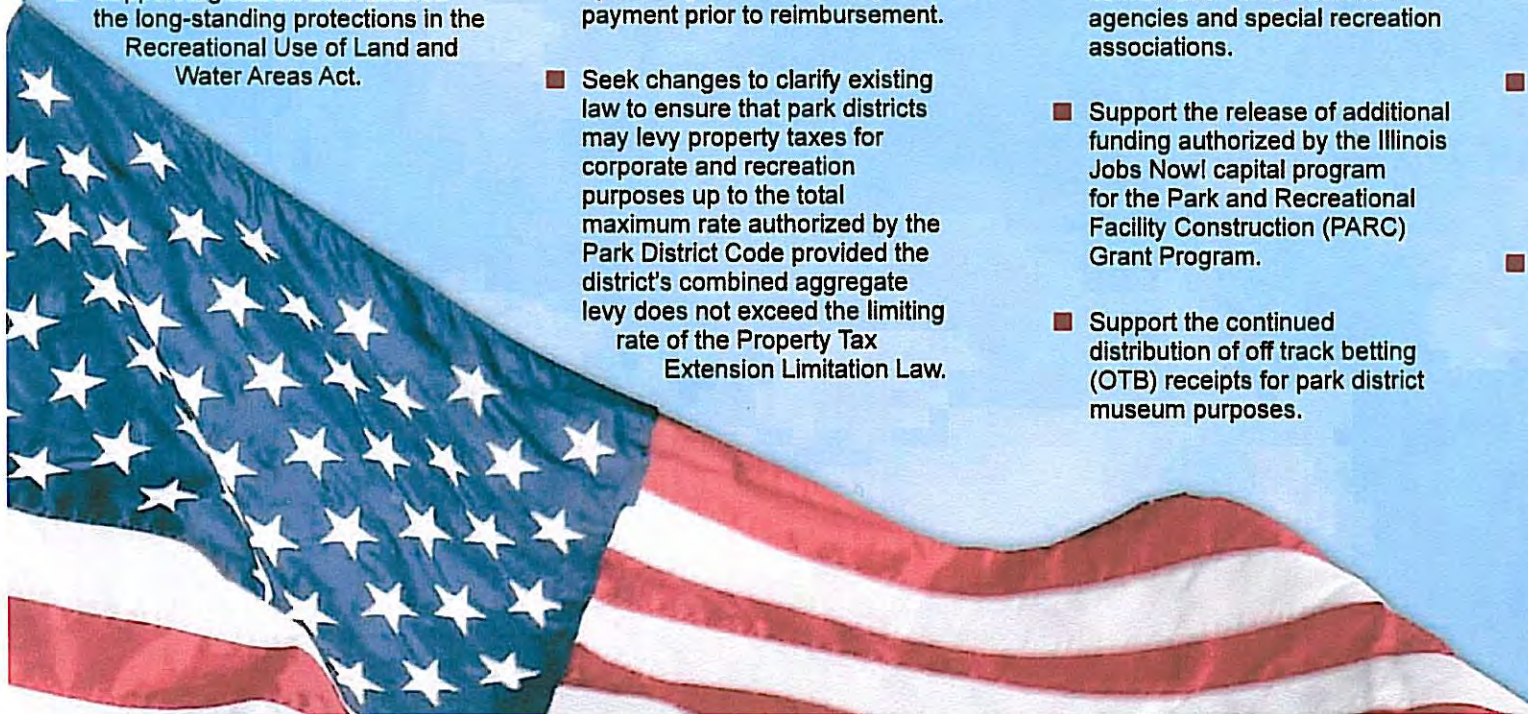 the long-standing protections in the
Recreational Use of Land and
Water Areas Act.
payment prior to reimbursement.
■ Seek changes to clarify existing
law to ensure that park districts
may levy property taxes for
corporate and recreation
purposes up to the total
maximum rate authorized by the
Park District Code provided the
district's combined aggregate
levy does not exceed the limiting
rate of the Property Tax
Extension Limitation Law.
agencies and special recreation
associations.
■ Support the release of additional
funding authorized by the Illinois
Jobs Now! capital program
for the Park and Recreational
Facility Construction (PARC)
Grant Program.
■ Support the continued
distribution of off track betting
(OTB) receipts for park district
museum purposes.